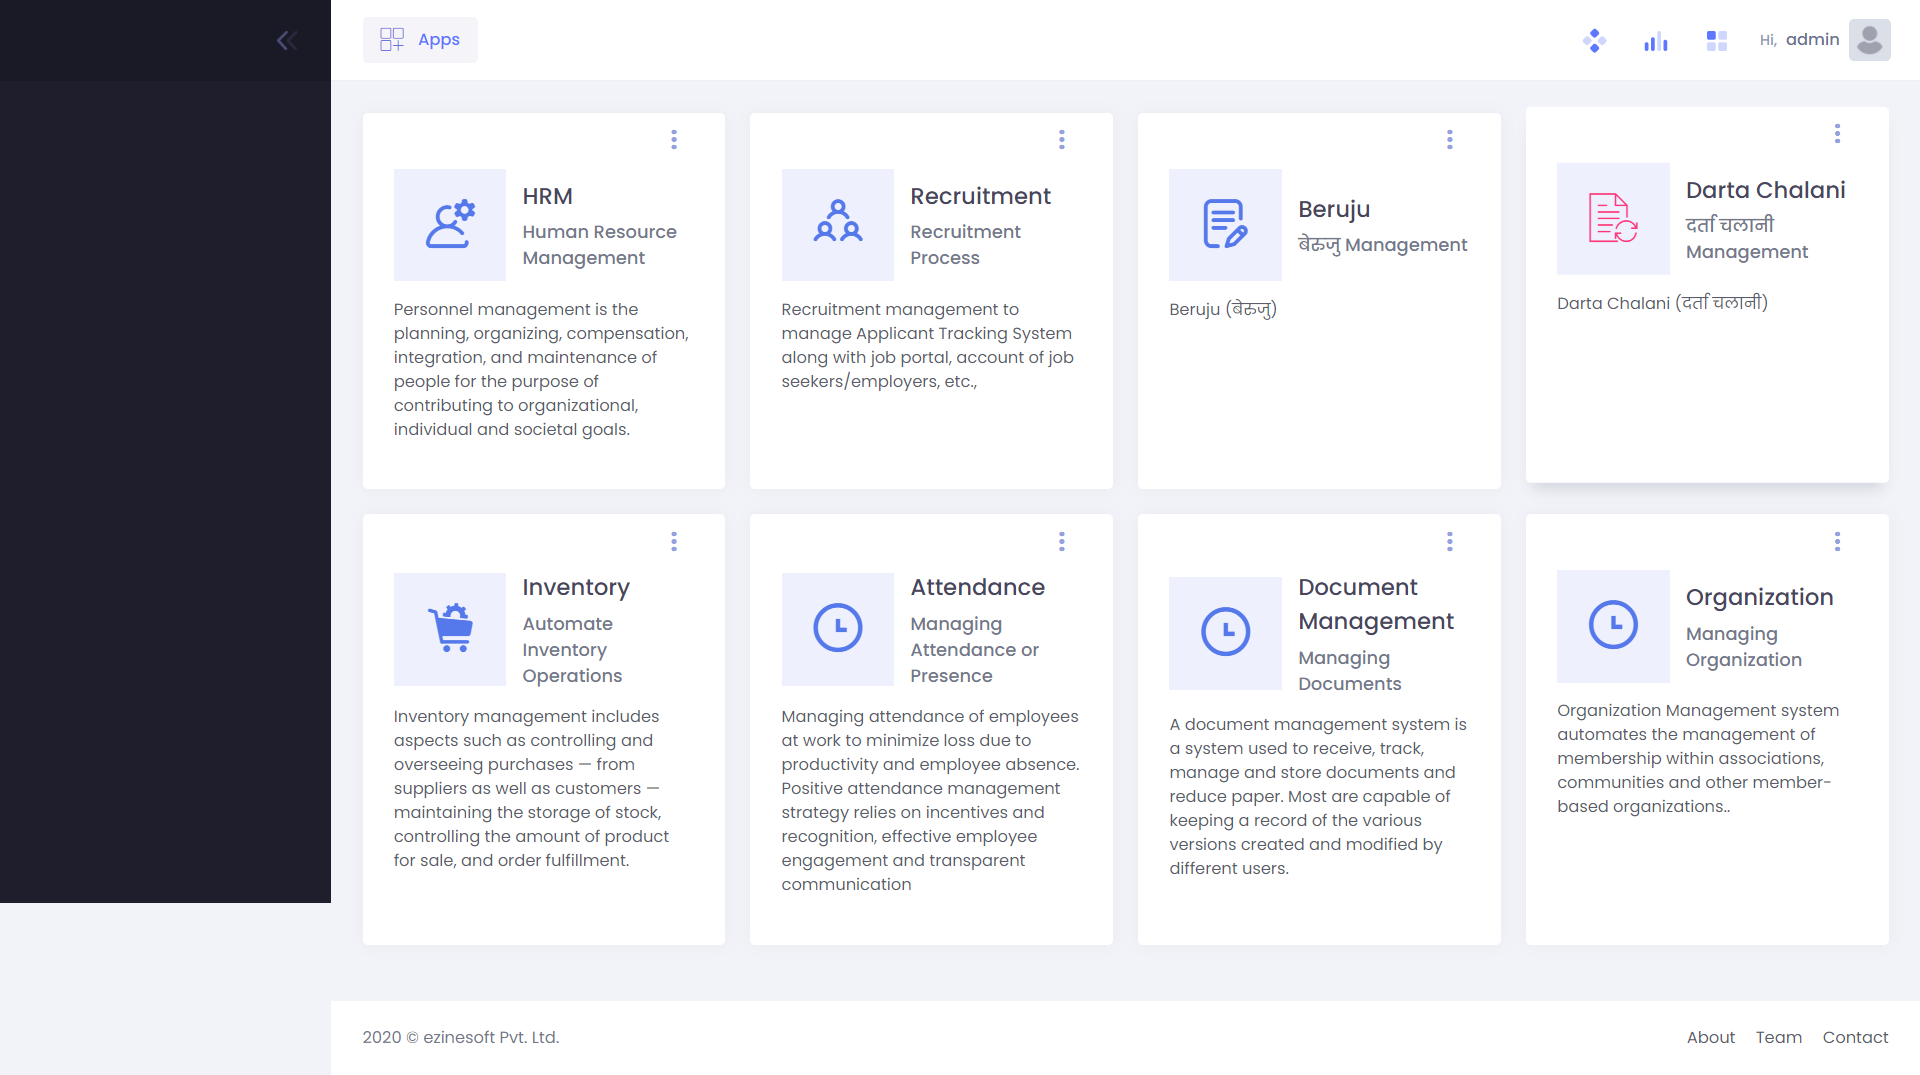 Apps
Hi, admin
HRM
Human Resource
Management
Personnel management is the
planning, organizing, compensation,
integration, and maintenance of
people for the purpose of
contributing to organizational,
individual and societal goals.
Recruitment
Recruitment
Process
Recruitment management to
manage Applicant Tracking System
along with job portal, account of job
seekers/employers, etc.,
Beruju
बेरुजु Management
Beruju (बेरुजु)
Darta Chalani
दर्ता चलानी
Management
Darta Chalani (दर्ता चलानी)
Inventory
Automate
Inventory
Operations
Inventory management includes
aspects such as controlling and
overseeing purchases — from
suppliers as well as customers —
maintaining the storage of stock,
controlling the amount of product
for sale, and order fulfillment.
Attendance
Managing
Attendance or
Presence
Managing attendance of employees
at work to minimize loss due to
productivity and employee absence.
Positive attendance management
strategy relies on incentives and
recognition, effective employee
engagement and transparent
communication
Document
Management
Managing
Documents
A document management system is
a system used to receive, track,
manage and store documents and
reduce paper. Most are capable of
keeping a record of the various
versions created and modified by
different users.
Organization
Managing
Organization
Organization Management system
automates the management of
membership within associations,
communities and other member-
based organizations..
2020 © ezinesoft Pvt. Ltd.
About Team Contact